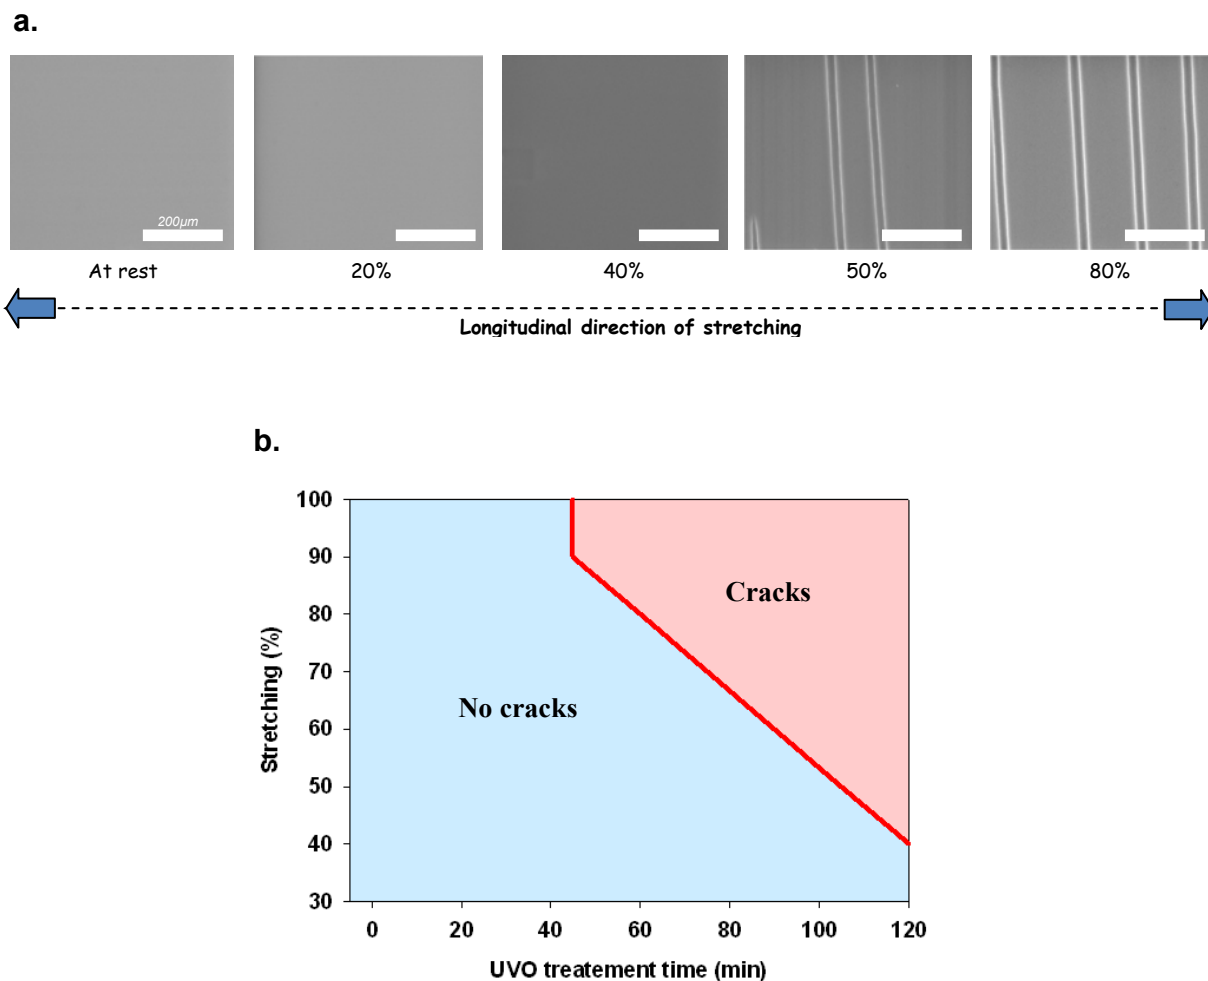 a.
200µm
At rest
20%
40%
50%
80%
Longitudinal direction of stretching
b.
100
90
80
70
60
50
40
30
Stretching (%)
Cracks
No cracks
0 20 40 60 80 100 120
UVO treatement time (min)